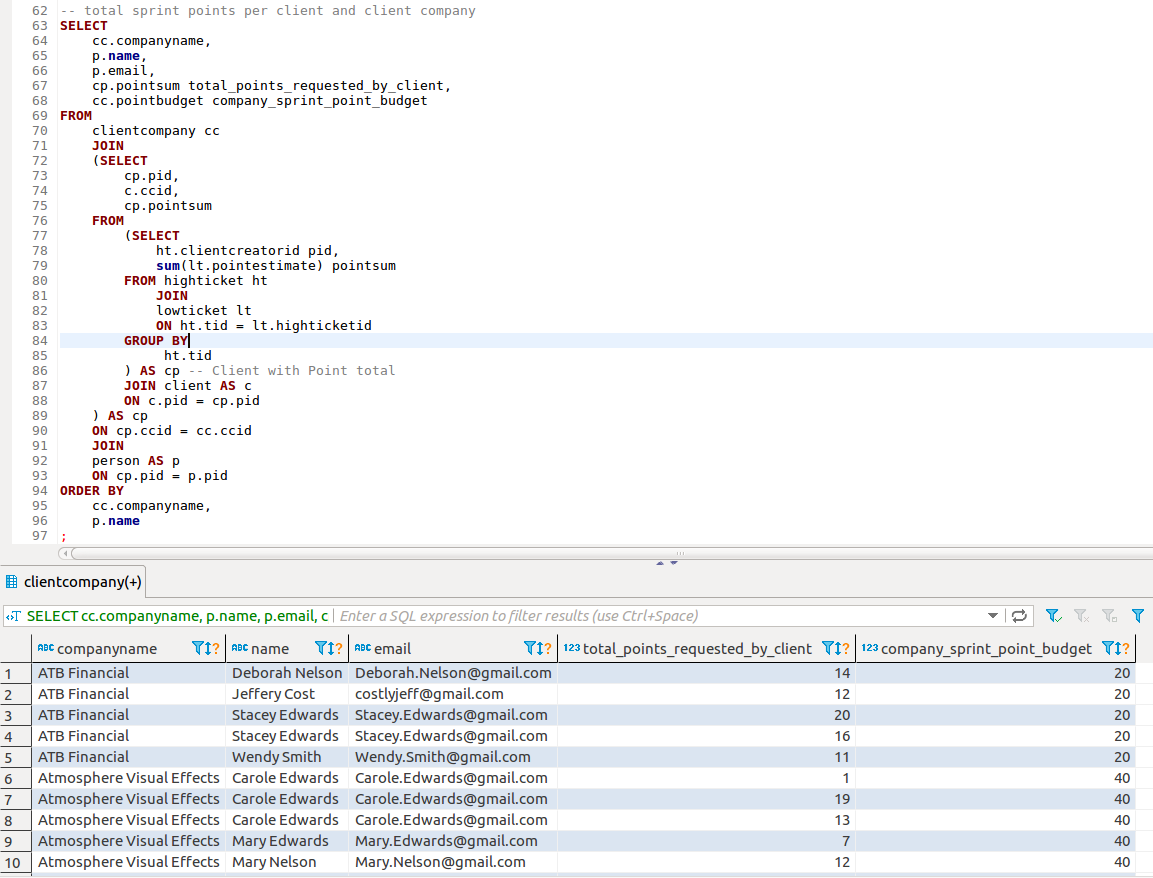 62 -- total sprint points per client and client company
63 SELECT
64 cc.companyname,
65 p.name,
66 p.email,
67 cp.pointsum total_points_requested_by_client,
68 cc.pointbudget company_sprint_point_budget
69 FROM
70 clientcompany cc
71 JOIN
72 (SELECT
73 cp.pid,
74 c.ccid,
75 cp.pointsum
76 FROM
77 (SELECT
78 ht.clientcreatorid pid,
79 sum(lt.pointestimate) pointsum
80 FROM highticket ht
81 JOIN
82 lowticket lt
83 ON ht.tid = lt.highticketid
84 GROUP BY
85 ht.tid
86 ) AS cp -- Client with Point total
87 JOIN client AS c
88 ON c.pid = cp.pid
89 ) AS cp
90 ON cp.ccid = cc.ccid
91 JOIN
92 person AS p
93 ON cp.pid = p.pid
94 ORDER BY
95 cc.companyname,
96 p.name
97 ;
clientcompany(+)
SELECT cc.companyname, p.name, p.email, c Enter a SQL expression to filter results (use Ctrl+Space)
ABC companyname ABC name ABC email 123 total_points_requested_by_client 123 company_sprint_point_budget
1 ATB Financial Deborah Nelson Deborah.Nelson@gmail.com 14 20
2 ATB Financial Jeffery Cost costlyjeff@gmail.com 12 20
3 ATB Financial Stacey Edwards Stacey.Edwards@gmail.com 20 20
4 ATB Financial Stacey Edwards Stacey.Edwards@gmail.com 16 20
5 ATB Financial Wendy Smith Wendy.Smith@gmail.com 11 20
6 Atmosphere Visual Effects Carole Edwards Carole.Edwards@gmail.com 1 40
7 Atmosphere Visual Effects Carole Edwards Carole.Edwards@gmail.com 19 40
8 Atmosphere Visual Effects Carole Edwards Carole.Edwards@gmail.com 13 40
9 Atmosphere Visual Effects Mary Edwards Mary.Edwards@gmail.com 7 40
10 Atmosphere Visual Effects Mary Nelson Mary.Nelson@gmail.com 12 40